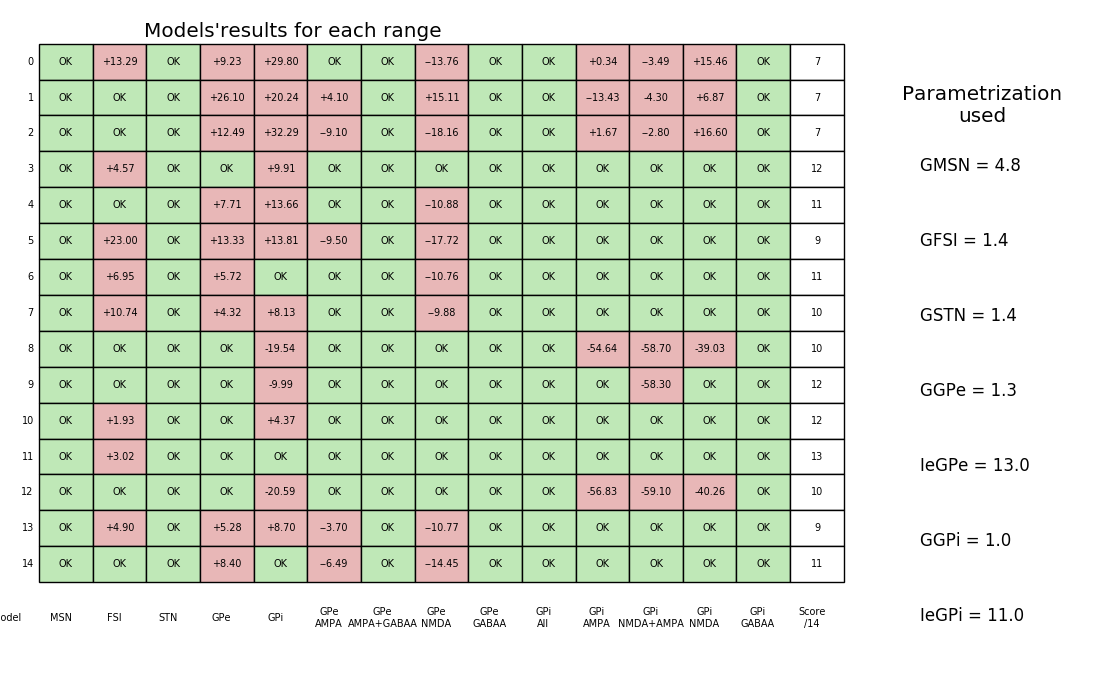 Models'results for each range
0 OK +13.29 OK +9.23 +29.80 OK OK --13.76 OK OK +0.34 --3.49 +15.46 OK 7
1 OK OK OK +26.10 +20.24 +4.10 OK +15.11 OK OK --13.43 -4.30 +6.87 OK 7
2 OK OK OK +12.49 +32.29 --9.10 OK --18.16 OK OK +1.67 --2.80 +16.60 OK 7
3 OK +4.57 OK OK +9.91 OK OK OK OK OK OK OK OK OK 12
4 OK OK OK +7.71 +13.66 OK OK --10.88 OK OK OK OK OK OK 11
5 OK +23.00 OK +13.33 +13.81 --9.50 OK --17.72 OK OK OK OK OK OK 9
6 OK +6.95 OK +5.72 OK OK OK --10.76 OK OK OK OK OK OK 11
7 OK +10.74 OK +4.32 +8.13 OK OK --9.88 OK OK OK OK OK OK 10
8 OK OK OK OK -19.54 OK OK OK OK OK -54.64 -58.70 -39.03 OK 10
9 OK OK OK OK -9.99 OK OK OK OK OK OK -58.30 OK OK 12
10 OK +1.93 OK OK +4.37 OK OK OK OK OK OK OK OK OK 12
11 OK +3.02 OK OK OK OK OK OK OK OK OK OK OK OK 13
12 OK OK OK OK -20.59 OK OK OK OK OK -56.83 -59.10 -40.26 OK 10
13 OK +4.90 OK +5.28 +8.70 --3.70 OK --10.77 OK OK OK OK OK OK 9
14 OK OK OK +8.40 OK --6.49 OK --14.45 OK OK OK OK OK OK 11
GPe GPe GPe GPe GPi GPi GPi GPi GPi Score
odel MSN FSI STN GPe GPi
AMPA AMPA+GABAA NMDA GABAA All AMPA NMDA+AMPA NMDA GABAA /14
Parametrization
used
GMSN = 4.8
GFSI = 1.4
GSTN = 1.4
GGPe = 1.3
IeGPe = 13.0
GGPi = 1.0
IeGPi = 11.0